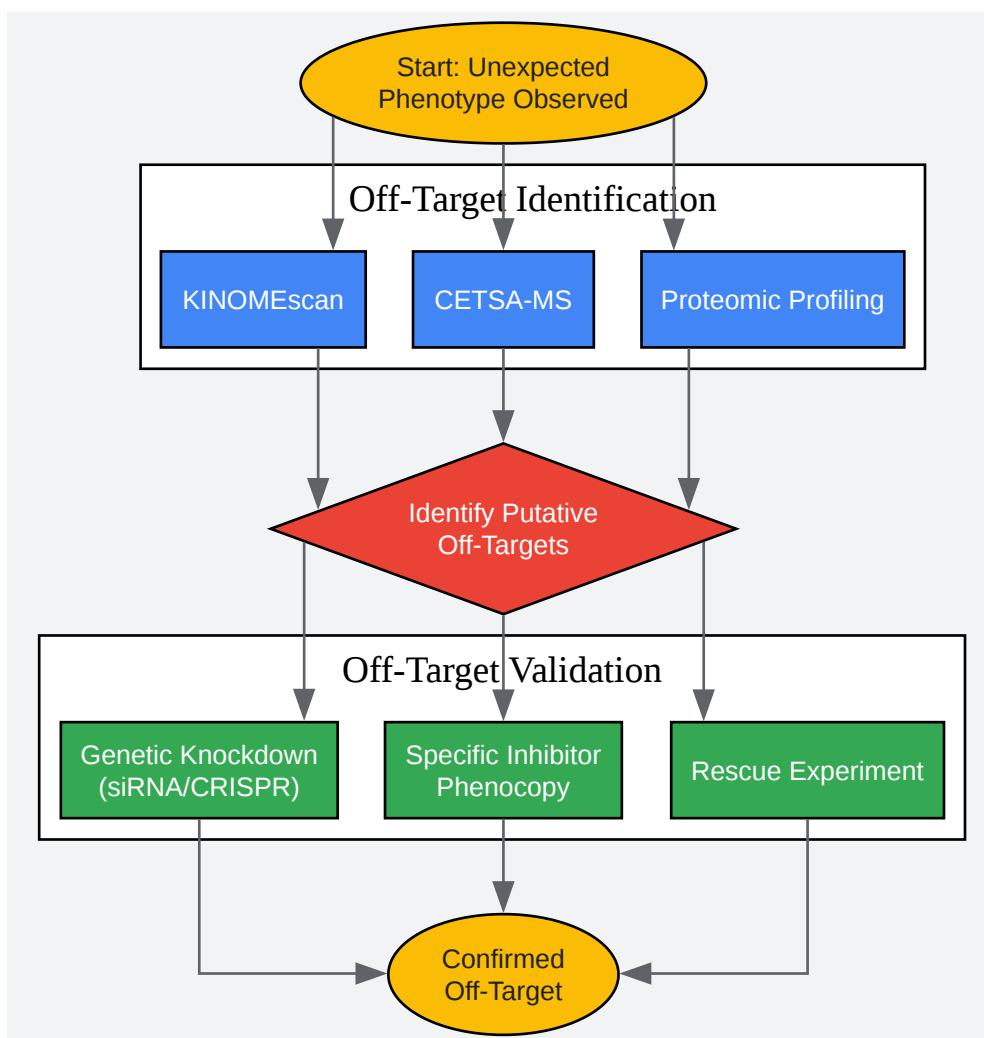 Start: Unexpected
Phenotype Observed
Off-Target Identification
KINOMEscan
CETSA-MS
Proteomic Profiling
Identify Putative
Off-Targets
Off-Target Validation
Genetic Knockdown
(siRNA/CRISPR)
Specific Inhibitor
Phenocopy
Rescue Experiment
Confirmed
Off-Target